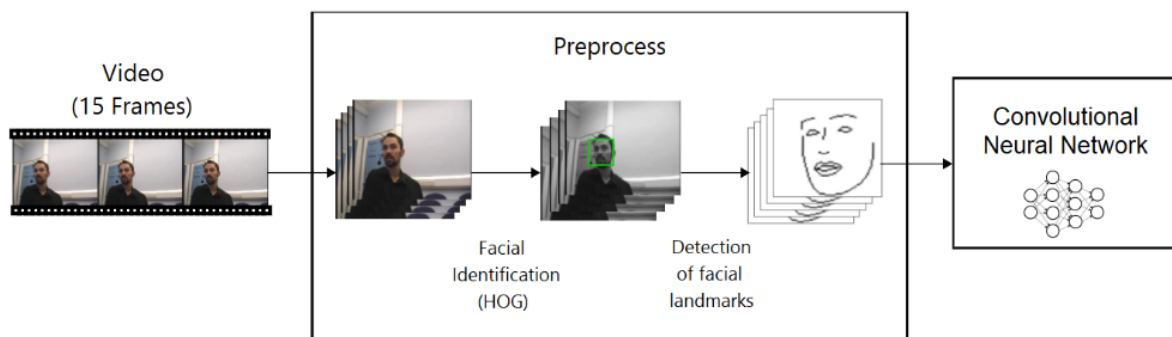 Preprocess
Video
(15 Frames)
Facial
Identification
(HOG)
Detection
of facial
landmarks
Convolutional
Neural Network